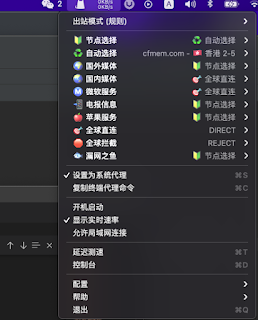 2
0KB/s
0KB/s
A
出站模式 (规则)
节点选择 自动选择
自动选择 cfmem.com - 香港 2-5
国外媒体 节点选择
国内媒体 全球直连
微软服务 全球直连
电报信息 节点选择
苹果服务 全球直连
全球直连 DIRECT
全球拦截 REJECT
漏网之鱼 节点选择
设置为系统代理 ⌘S
复制终端代理命令 ⌘C
开机启动
显示实时速率
允许局域网连接
延迟测速 ⌘T
控制台 ⌘D
配置
帮助
退出 ⌘Q